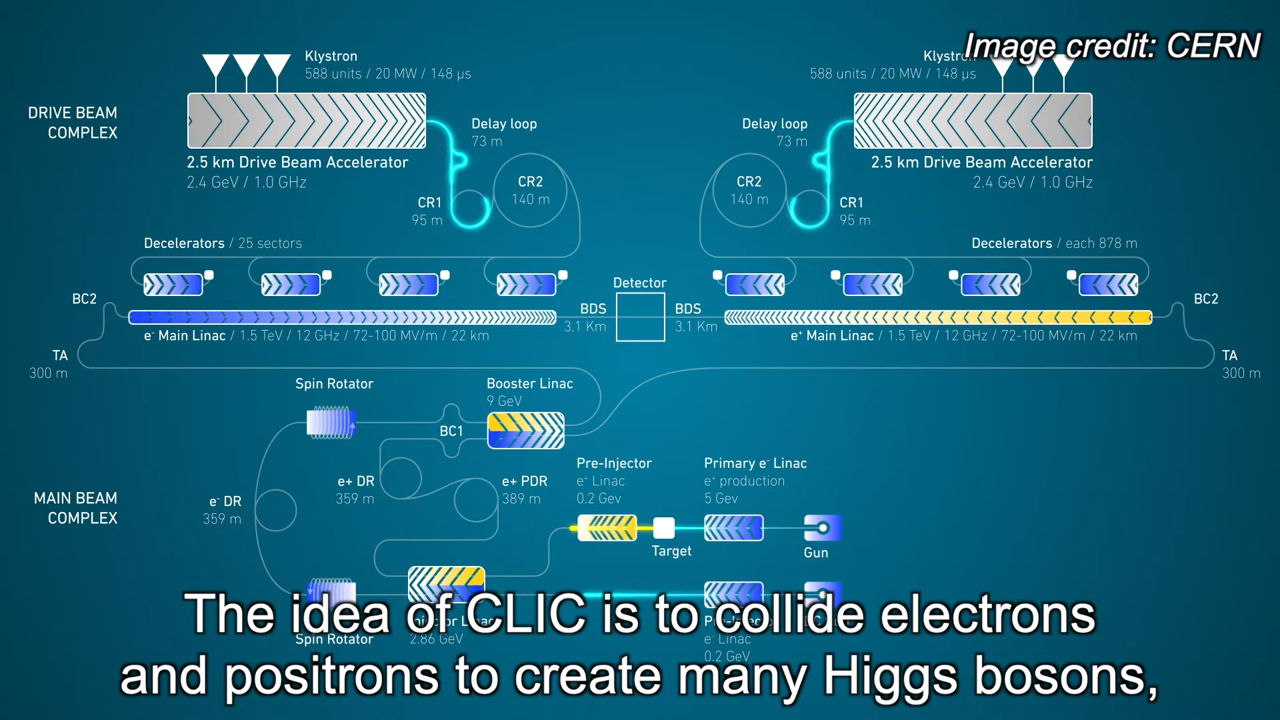 Image credit: CERN
Klystron
588 units / 20 MW / 148 µs
Klystron
588 units / 20 MW / 148 µs
DRIVE BEAM
COMPLEX
Delay loop
73 m
Delay loop
73 m
2.5 km Drive Beam Accelerator
2.4 GeV / 1.0 GHz
2.5 km Drive Beam Accelerator
2.4 GeV / 1.0 GHz
CR2
140 m
CR2
140 m
CR1
95 m
CR1
95 m
Decelerators / 25 sectors
Decelerators / each 878 m
Detector
BC2
BC2
BDS
3.1 Km
BDS
3.1 Km
e⁻ Main Linac / 1.5 TeV / 12 GHz / 72-100 MV/m / 22 km
e⁺ Main Linac / 1.5 TeV / 12 GHz / 72-100 MV/m / 22 km
TA
300 m
TA
300 m
Spin Rotator
Booster Linac
9 GeV
BC1
MAIN BEAM
COMPLEX
e⁻ DR
359 m
e+ DR
359 m
e+ PDR
389 m
Pre-Injector
e⁺ Linac
0.2 Gev
Primary e⁻ Linac
e⁺ production
5 Gev
Target
Gun
Spin Rotator
Linac
2.86 GeV
e⁻ Linac
0.2 GeV
The idea of CLIC is to collide electrons
and positrons to create many Higgs bosons,